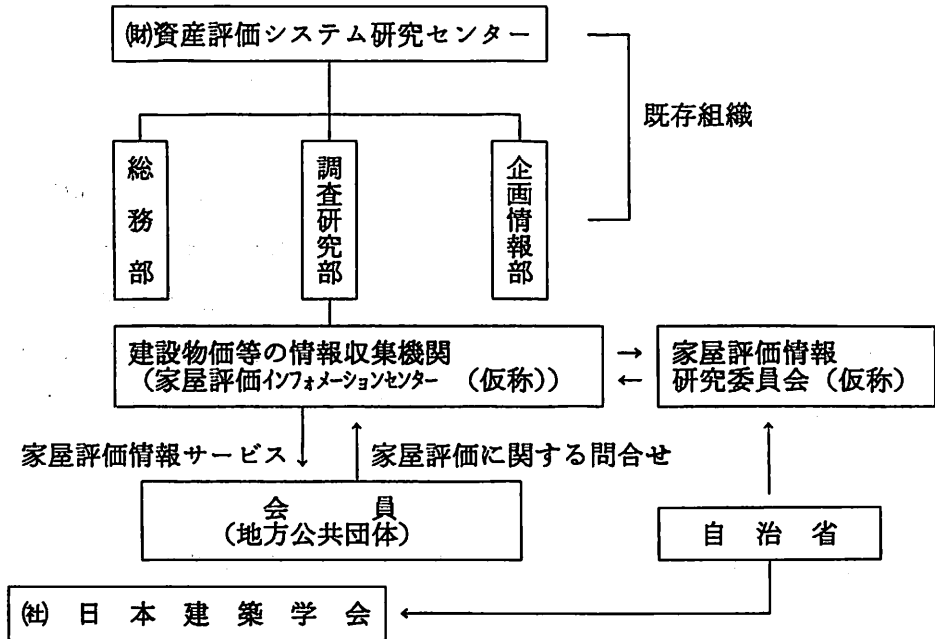 ㈶資産評価システム研究センター
既存組織
総務部
調査研究部
企画情報部
建設物価等の情報収集機関
（家屋評価インフォメーションセンター（仮称））
→
←
家屋評価情報
研究委員会（仮称）
家屋評価情報サービス↓
↑家屋評価に関する問合せ
会員
（地方公共団体）
自治省
㈳日本建築学会